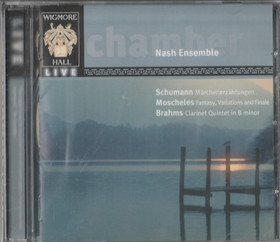 WIGMORE
HALL
LIVE
chamber
Nash Ensemble
Schumann Märchenerzählungen
Moscheles Fantasy, Variations and Finale
Brahms Clarinet Quintet in B minor